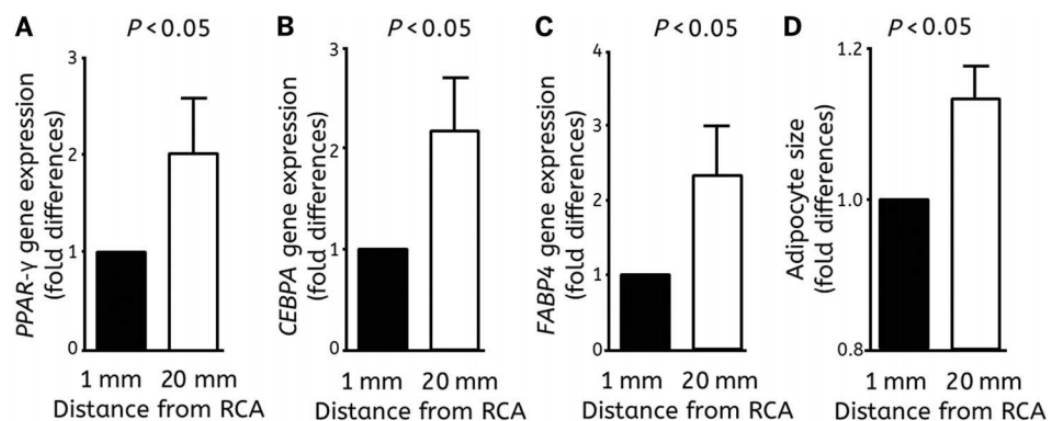 A
P < 0.05
PPAR-γ gene expression
(fold differences)
3
2
1
0
1 mm 20 mm
Distance from RCA
B
P < 0.05
CEBPA gene expression
(fold differences)
3
2
1
0
1 mm 20 mm
Distance from RCA
C
P < 0.05
FABP4 gene expression
(fold differences)
4
3
2
1
0
1 mm 20 mm
Distance from RCA
D
P < 0.05
Adipocyte size
(fold differences)
1.2
1.0
0.8
1 mm 20 mm
Distance from RCA